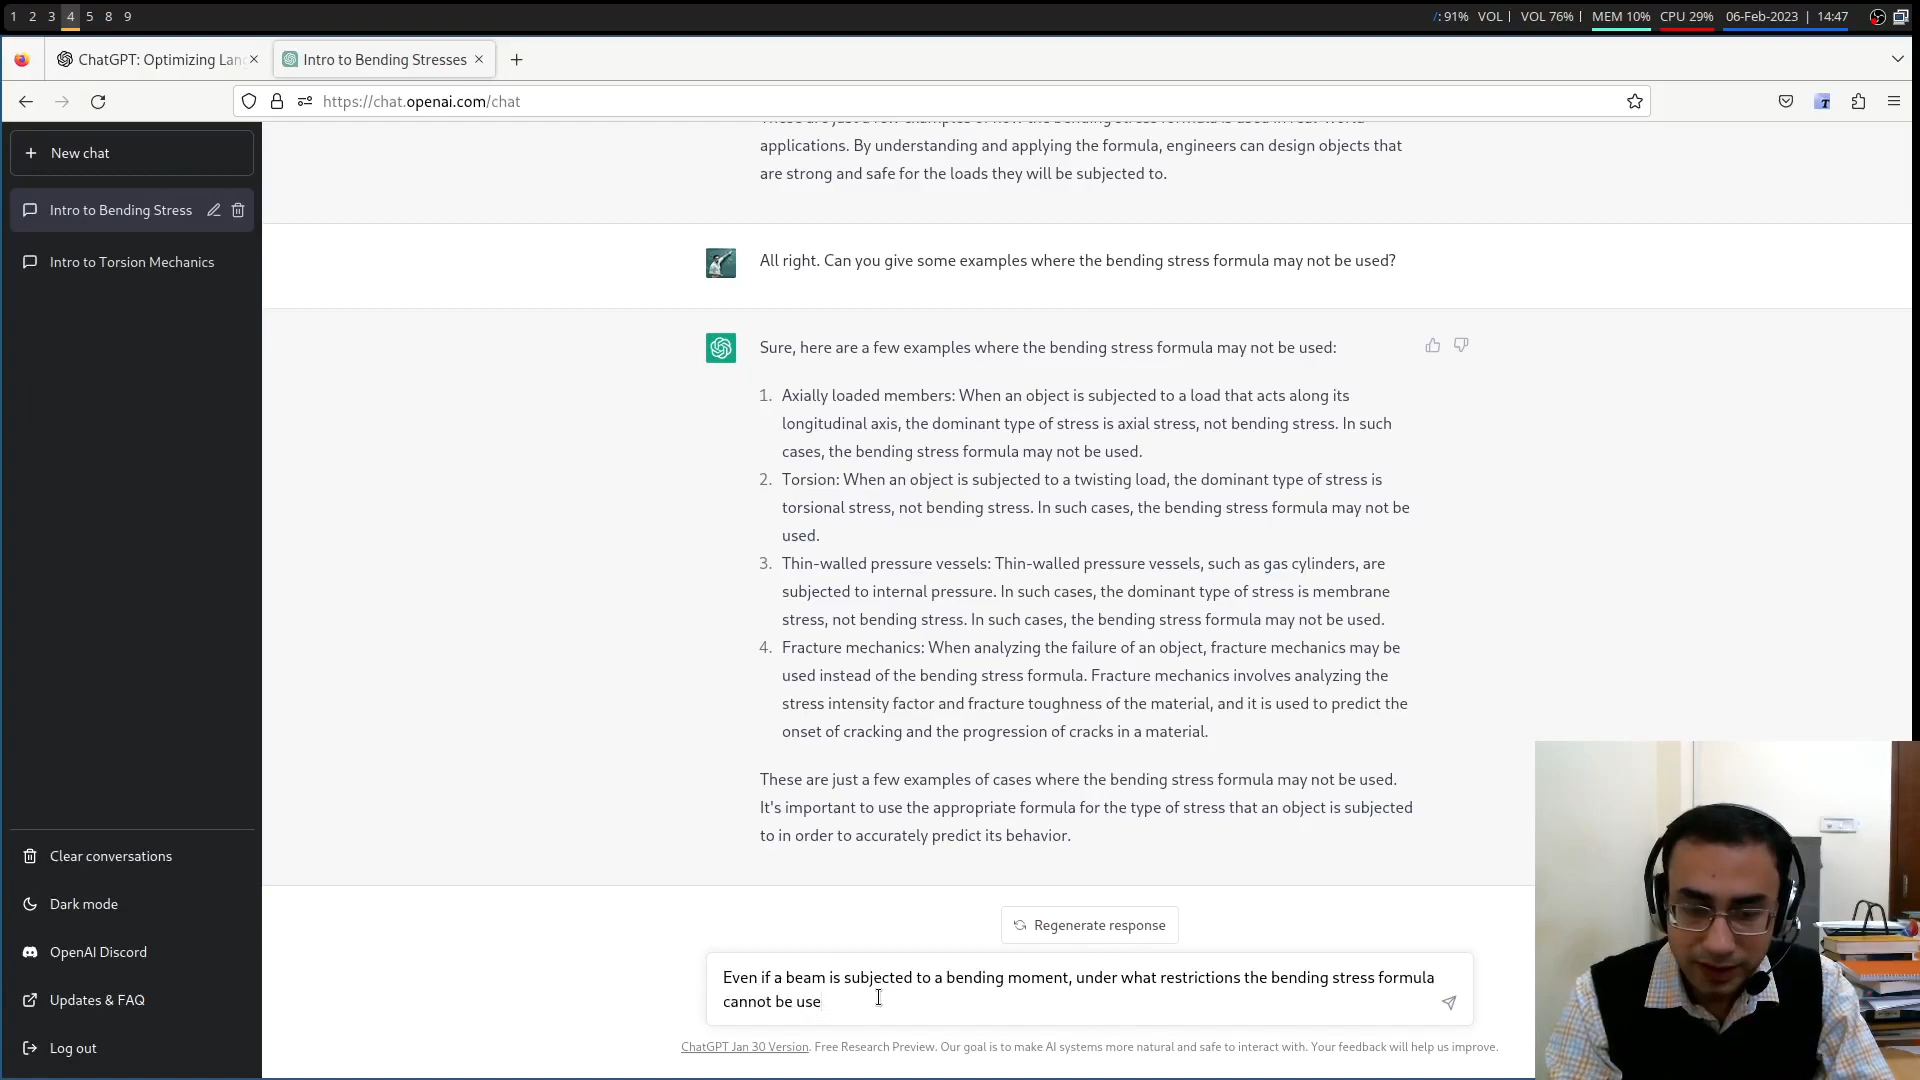 1 2 3 4 5 8 9
/: 91% VOL | VOL 76% | MEM 10% CPU 29% 06-Feb-2023 | 14:47
ChatGPT: Optimizing Lan
Intro to Bending Stresses
https://chat.openai.com/chat
New chat
Intro to Bending Stress
Intro to Torsion Mechanics
Clear conversations
Dark mode
OpenAI Discord
Updates & FAQ
Log out
These are just a few examples of how the bending stress formula is used in real-world
applications. By understanding and applying the formula, engineers can design objects that
are strong and safe for the loads they will be subjected to.
All right. Can you give some examples where the bending stress formula may not be used?
Sure, here are a few examples where the bending stress formula may not be used:
1. Axially loaded members: When an object is subjected to a load that acts along its
longitudinal axis, the dominant type of stress is axial stress, not bending stress. In such
cases, the bending stress formula may not be used.
2. Torsion: When an object is subjected to a twisting load, the dominant type of stress is
torsional stress, not bending stress. In such cases, the bending stress formula may not be
used.
3. Thin-walled pressure vessels: Thin-walled pressure vessels, such as gas cylinders, are
subjected to internal pressure. In such cases, the dominant type of stress is membrane
stress, not bending stress. In such cases, the bending stress formula may not be used.
4. Fracture mechanics: When analyzing the failure of an object, fracture mechanics may be
used instead of the bending stress formula. Fracture mechanics involves analyzing the
stress intensity factor and fracture toughness of the material, and it is used to predict the
onset of cracking and the progression of cracks in a material.
These are just a few examples of cases where the bending stress formula may not be used.
It's important to use the appropriate formula for the type of stress that an object is subjected
to in order to accurately predict its behavior.
Regenerate response
Even if a beam is subjected to a bending moment, under what restrictions the bending stress formula
cannot be use
ChatGPT Jan 30 Version. Free Research Preview. Our goal is to make AI systems more natural and safe to interact with. Your feedback will help us improve.